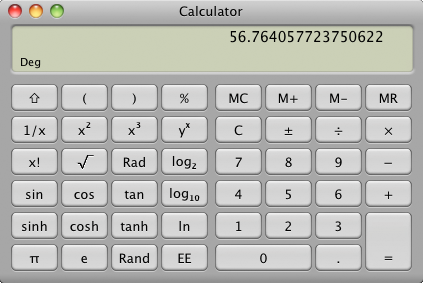 Calculator
56.764057723750622
Deg
⇧ ( ) % MC M+ M- MR
1/x x² x³ yˣ C ± ÷ ×
x! √ Rad log₂ 7 8 9 −
sin cos tan log₁₀ 4 5 6 +
sinh cosh tanh ln 1 2 3
π e Rand EE 0 . =